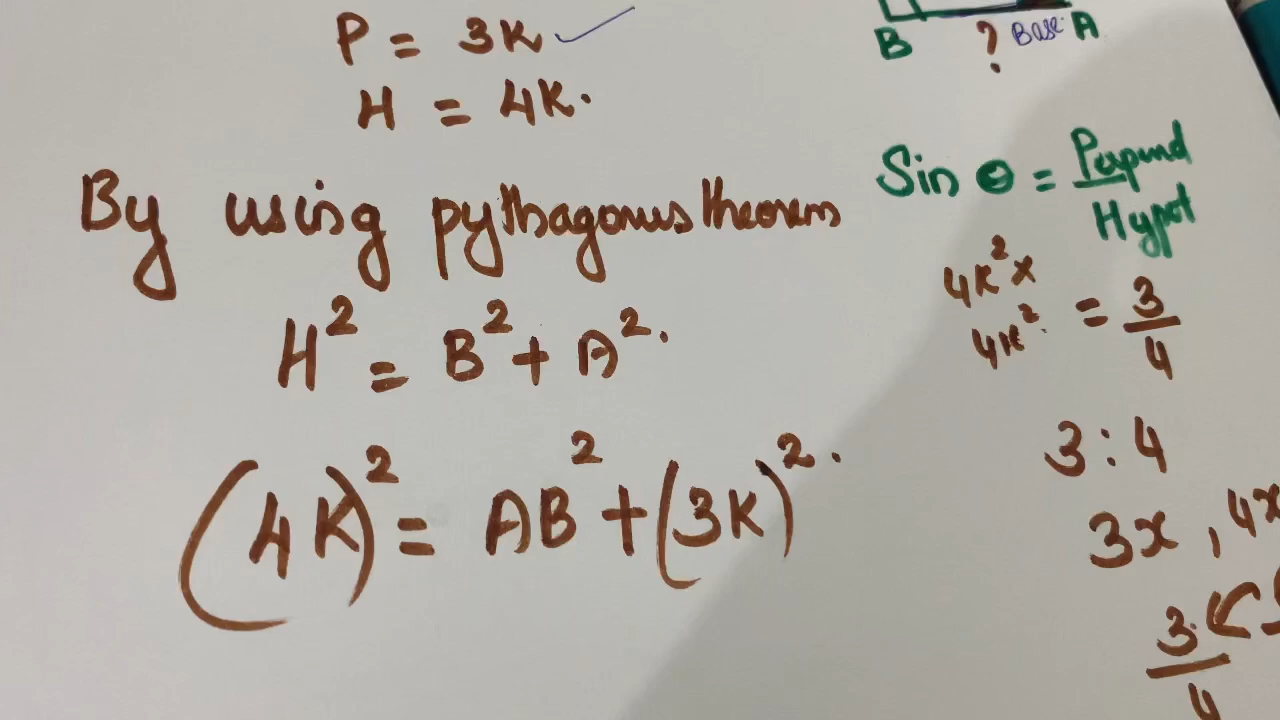 P = 3K ✓
H = 4K.
By using pythagorus theorem
H² = B² + A².
(4K)² = AB² + (3K)².
B ? Base A
Sin θ = Perpend / Hypot
4K² x
4K². = 3/4
3 : 4
3x , 4x
3
4